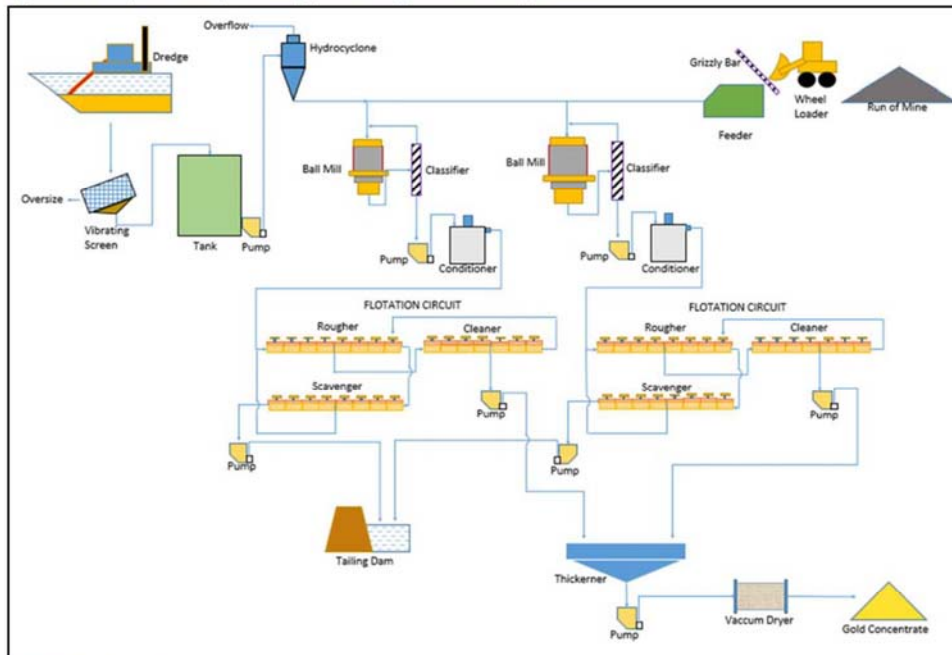 Overflow
Hydrocyclone
Dredge
Grizzly Bar
Wheel
Loader
Run of Mine
Feeder
Ball Mill
Classifier
Ball Mill
Classifier
Oversize
Vibrating
Screen
Tank
Pump
Pump
Conditioner
Pump
Conditioner
FLOTATION CIRCUIT
FLOTATION CIRCUIT
Rougher
Cleaner
Rougher
Cleaner
Scavenger
Pump
Scavenger
Pump
Pump
Pump
Tailing Dam
Thickerner
Pump
Vaccum Dryer
Gold Concentrate